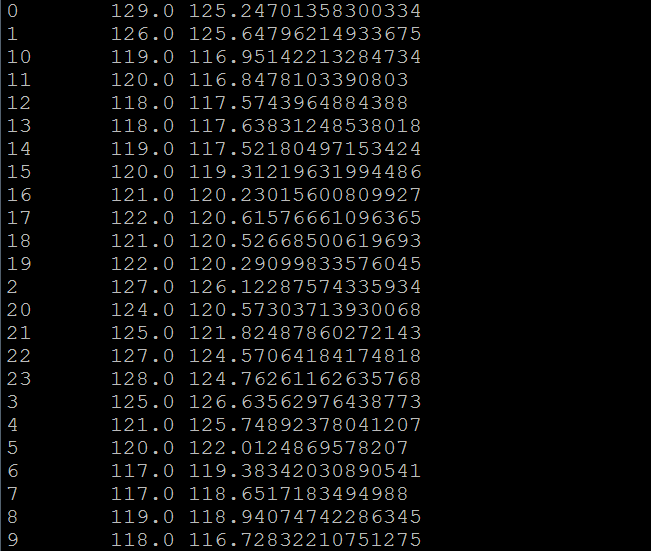 0 129.0 125.24701358300334
1 126.0 125.64796214933675
10 119.0 116.95142213284734
11 120.0 116.8478103390803
12 118.0 117.5743964884388
13 118.0 117.63831248538018
14 119.0 117.52180497153424
15 120.0 119.31219631994486
16 121.0 120.23015600809927
17 122.0 120.61576661096365
18 121.0 120.52668500619693
19 122.0 120.29099833576045
2 127.0 126.12287574335934
20 124.0 120.57303713930068
21 125.0 121.82487860272143
22 127.0 124.57064184174818
23 128.0 124.76261162635768
3 125.0 126.63562976438773
4 121.0 125.74892378041207
5 120.0 122.0124869578207
6 117.0 119.38342030890541
7 117.0 118.6517183494988
8 119.0 118.94074742286345
9 118.0 116.72832210751275